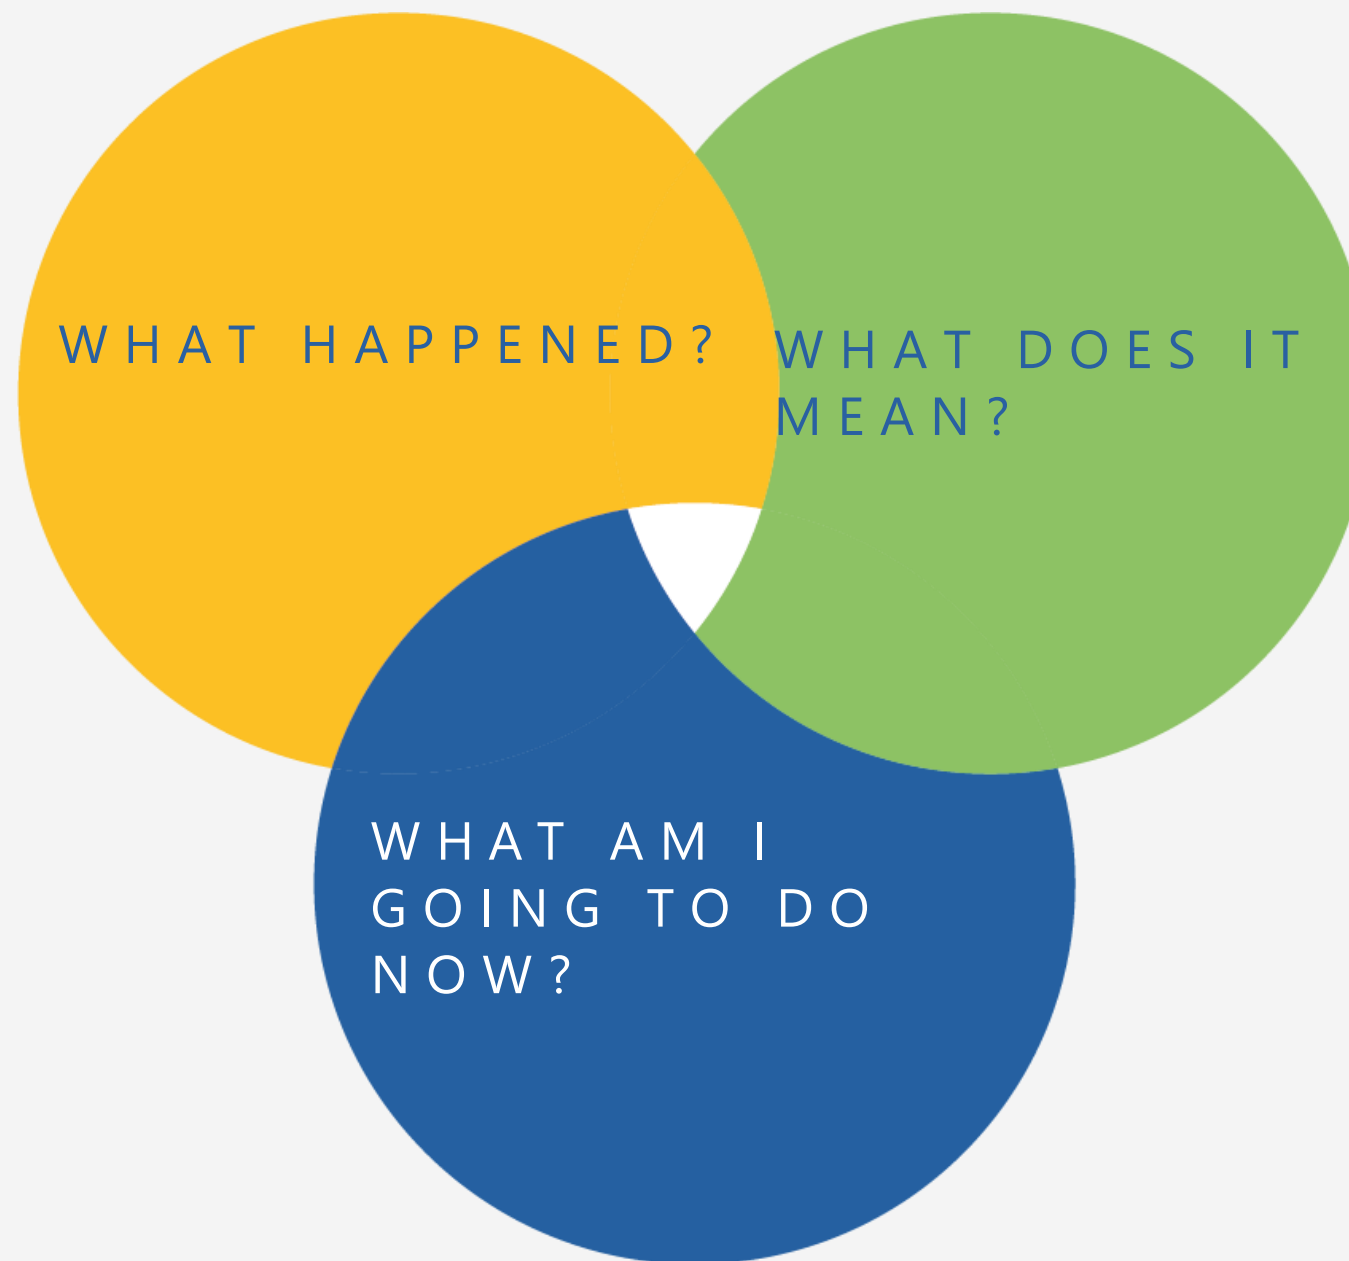 WHAT HAPPENED?
WHAT DOES IT
MEAN?
WHAT AM I
GOING TO DO
NOW?